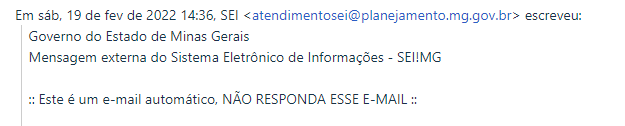 Em sáb, 19 de fev de 2022 14:36, SEI <atendimentosei@planejamento.mg.gov.br> escreveu:
Governo do Estado de Minas Gerais
Mensagem externa do Sistema Eletrônico de Informações - SEI!MG
:: Este é um e-mail automático, NÃO RESPONDA ESSE E-MAIL ::